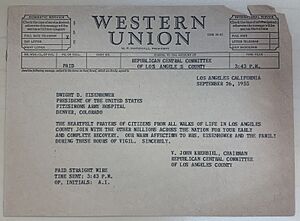 WESTERN
UNION
PAID
REPUBLICAN CENTRAL COMMITTEE
OF LOS ANGELES COUNTY
3:43 P.M.
LOS ANGELES CALIFORNIA
SEPTEMBER 26, 1955
DWIGHT D. EISENHOWER
PRESIDENT OF THE UNITED STATES
FITZSIMONS ARMY HOSPITAL
DENVER, COLORADO
THE HEARTFELT PRAYERS OF CITIZENS FROM ALL WALKS OF LIFE IN LOS ANGELES
COUNTY JOIN WITH THE OTHER MILLIONS ACROSS THE NATION FOR YOUR EARLY
AND COMPLETE RECOVERY. OUR WARM AFFECTION TO MRS. EISENHOWER AND THE FAMILY
DURING THESE HOURS OF VIGIL. SINCERELY,
CHAIRMAN
REPUBLICAN CENTRAL COMMITTEE
OF LOS ANGELES COUNTY
PAID STRAIGHT WIRE
TIME SENT: 3:43 P.M.
OP. INITIALS: A.I.